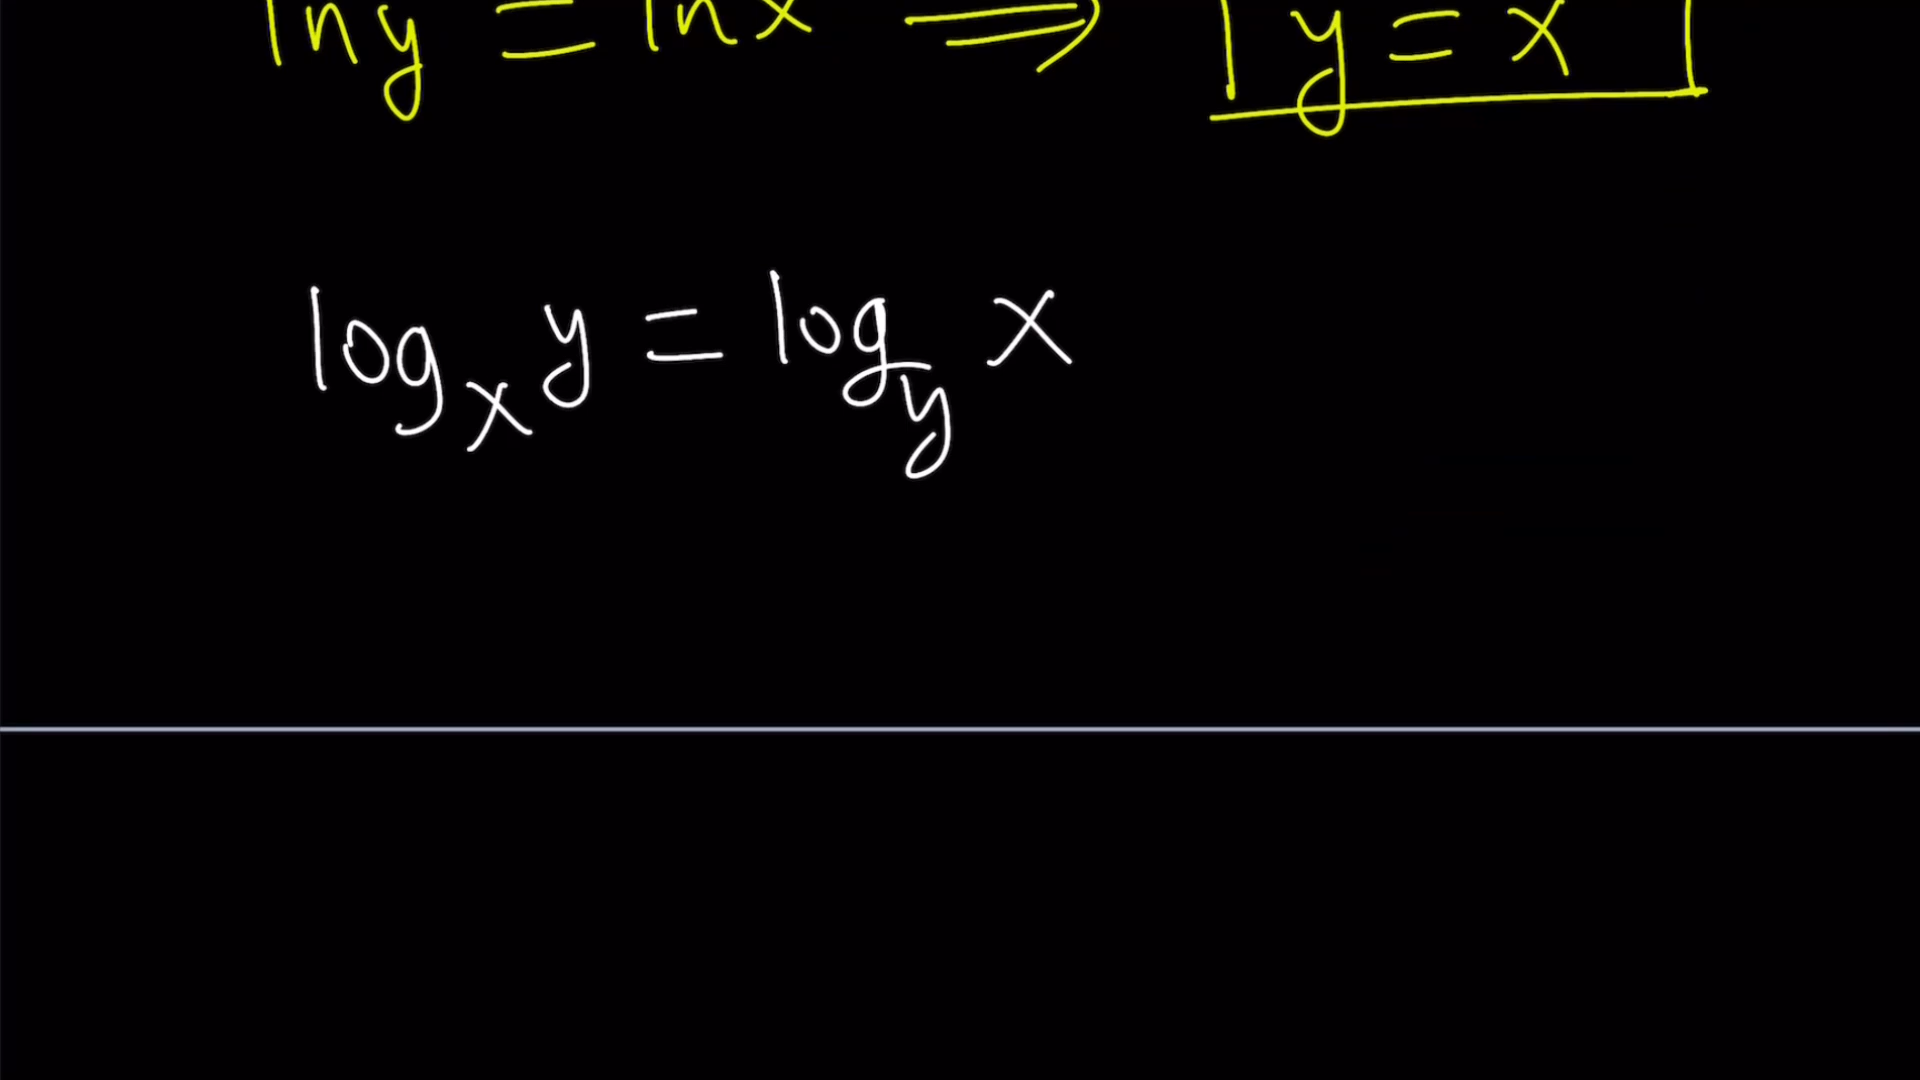 ln y = ln x ⇒ y = x
log_x y = log_y x